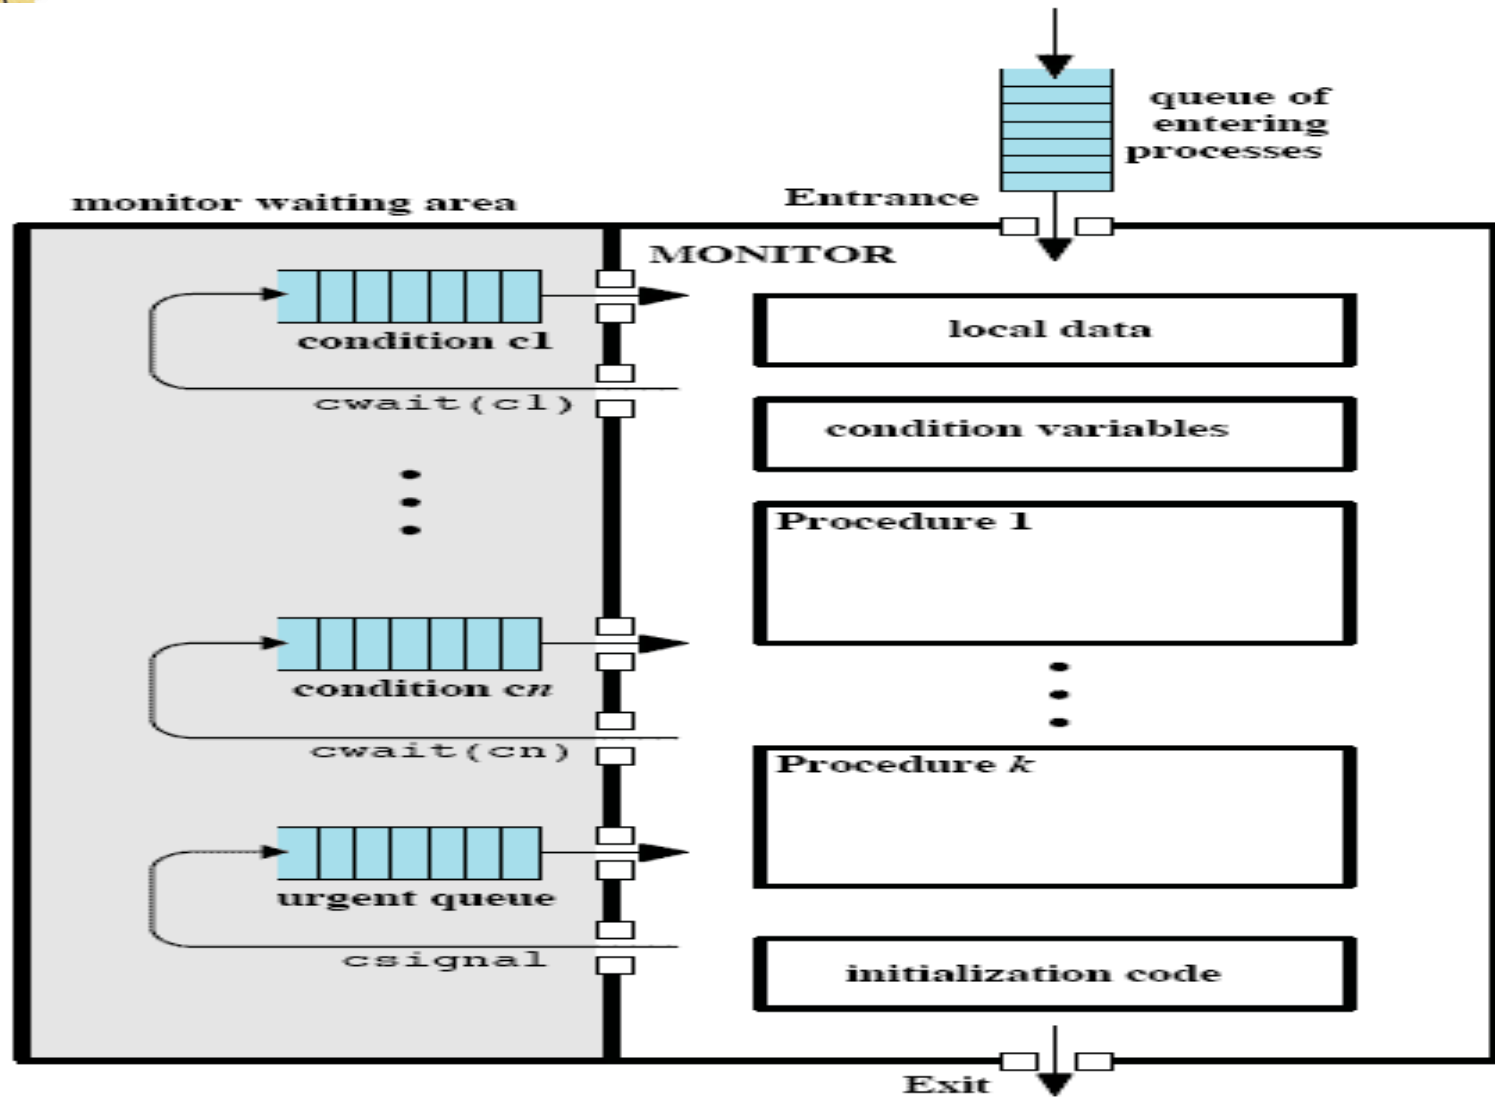 queue of
entering
processes
Entrance
monitor waiting area
MONITOR
condition c1
cwait(c1)
condition cn
cwait(cn)
urgent queue
csignal
local data
condition variables
Procedure 1
Procedure k
initialization code
Exit